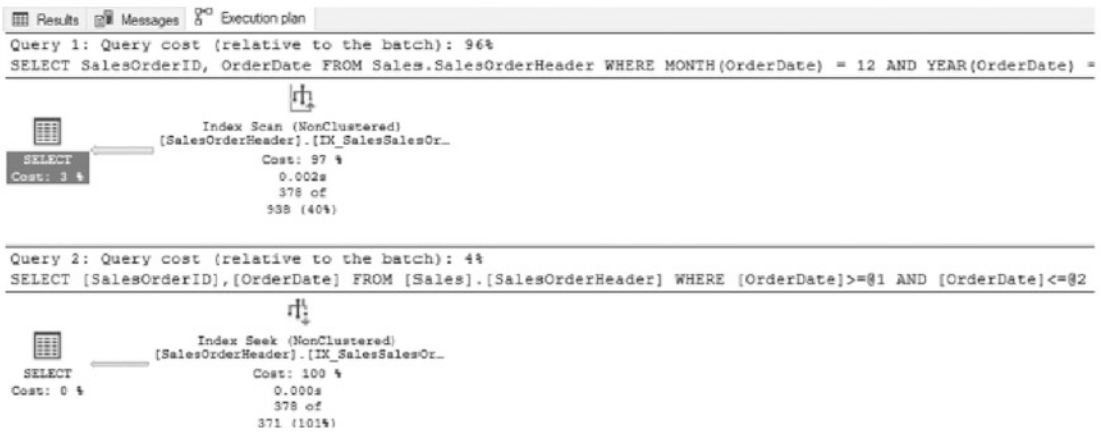 Results Messages Execution plan
Query 1: Query cost (relative to the batch): 96%
SELECT SalesOrderID, OrderDate FROM Sales.SalesOrderHeader WHERE MONTH(OrderDate) = 12 AND YEAR(OrderDate) =
Index Scan (NonClustered)
[SalesOrderHeader].[IX_SalesSalesOr…
SELECT
Cost: 3 %
Cost: 97 %
0.002s
378 of
938 (40%)
Query 2: Query cost (relative to the batch): 4%
SELECT [SalesOrderID],[OrderDate] FROM [Sales].[SalesOrderHeader] WHERE [OrderDate]>=@1 AND [OrderDate]<=@2
Index Seek (NonClustered)
[SalesOrderHeader].[IX_SalesSalesOr…
SELECT
Cost: 0 %
Cost: 100 %
0.000s
378 of
371 (101%)